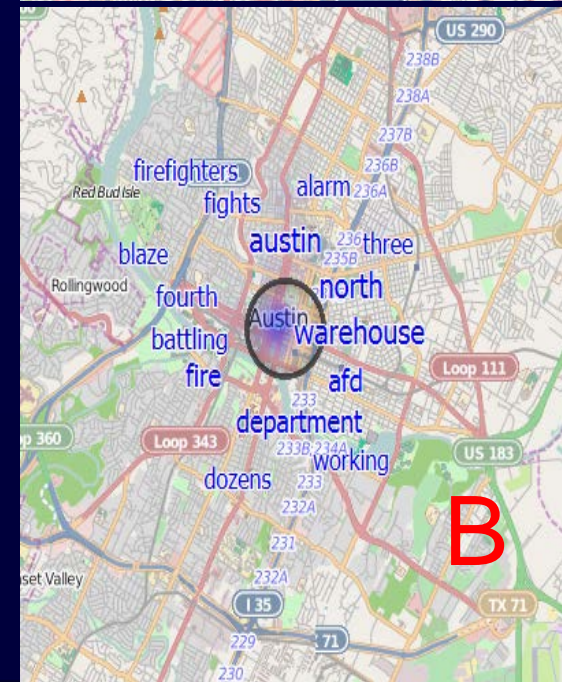 US 290
238B
238A
237B
236B
firefighters
alarm
236A
Red Bud Isle
fights
austin
236
three
235B
blaze
Rollingwood
north
fourth
Austin
warehouse
battling
fire
afd
Loop 111
233
department
Loop 343
233B;234A
US 183
working
dozens
233
232A
B
231
232A
I 35
TX 71
229
71
230